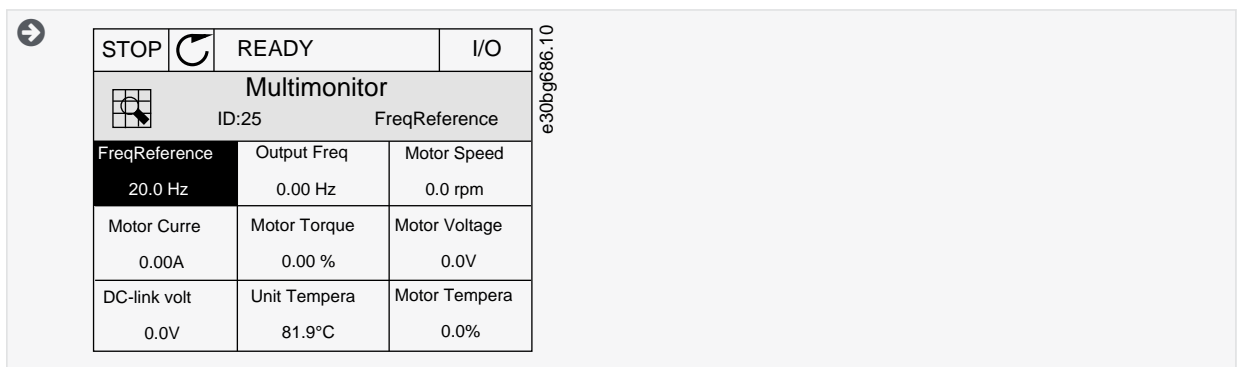 STOP READY I/O
Multimonitor
ID:25 FreqReference
FreqReference Output Freq Motor Speed
20.0 Hz 0.00 Hz 0.0 rpm
Motor Curre Motor Torque Motor Voltage
0.00A 0.00 % 0.0V
DC-link volt Unit Tempera Motor Tempera
0.0V 81.9°C 0.0%
e30bg686.10